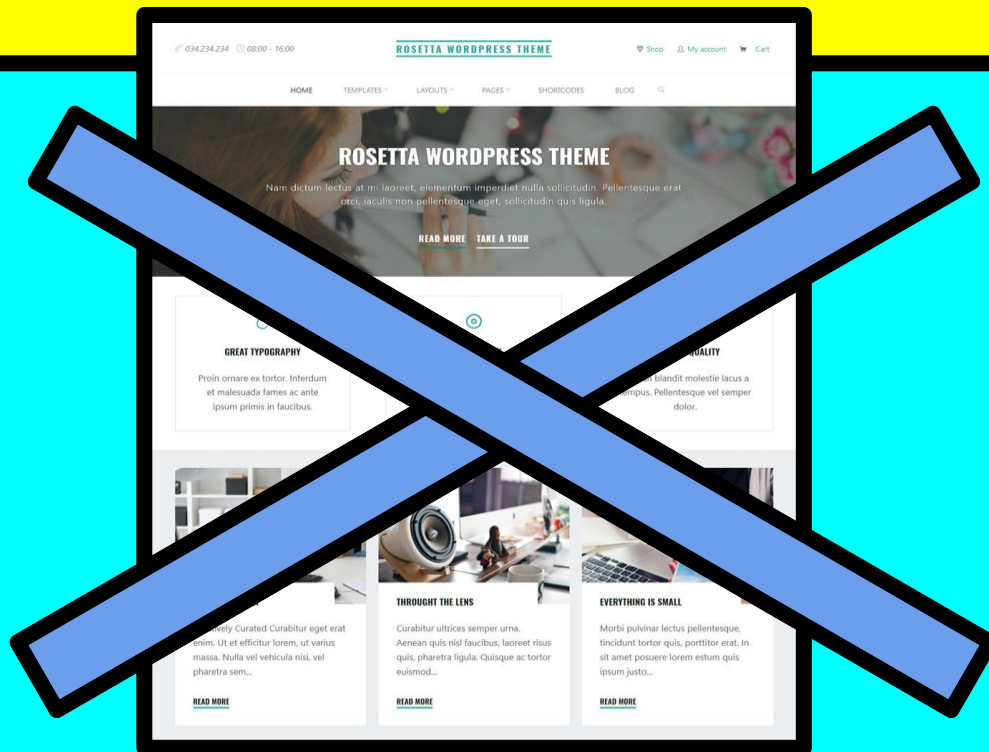 034.234.234 08:00 – 16:00
ROSETTA WORDPRESS THEME
Shop My account Cart
HOME TEMPLATES LAYOUTS PAGES SHORTCODES BLOG
ROSETTA WORDPRESS THEME
Nam dictum lectus at mi laoreet, elementum imperdiet nulla sollicitudin. Pellentesque erat
orci, iaculis non pellentesque eget, sollicitudin quis ligula.
READ MORE TAKE A TOUR
GREAT TYPOGRAPHY
Proin ornare ex tortor. Interdum
et malesuada fames ac ante
ipsum primis in faucibus.
blandit molestie lacus a
Pellentesque vel semper
dolor.
Curated Curabitur eget erat
enim. Ut et efficitur lorem, ut varius
massa. Nulla vel vehicula nisi, vel
pharetra sem...
READ MORE
THROUGHT THE LENS
Curabitur ultrices semper urna.
Aenean quis nisl faucibus, laoreet risus
quis, pharetra ligula. Quisque ac tortor
euismod...
READ MORE
EVERYTHING IS SMALL
Morbi pulvinar lectus pellentesque,
tincidunt tortor quis, porttitor erat. In
sit amet posuere lorem estum quis
ipsum justo...
READ MORE